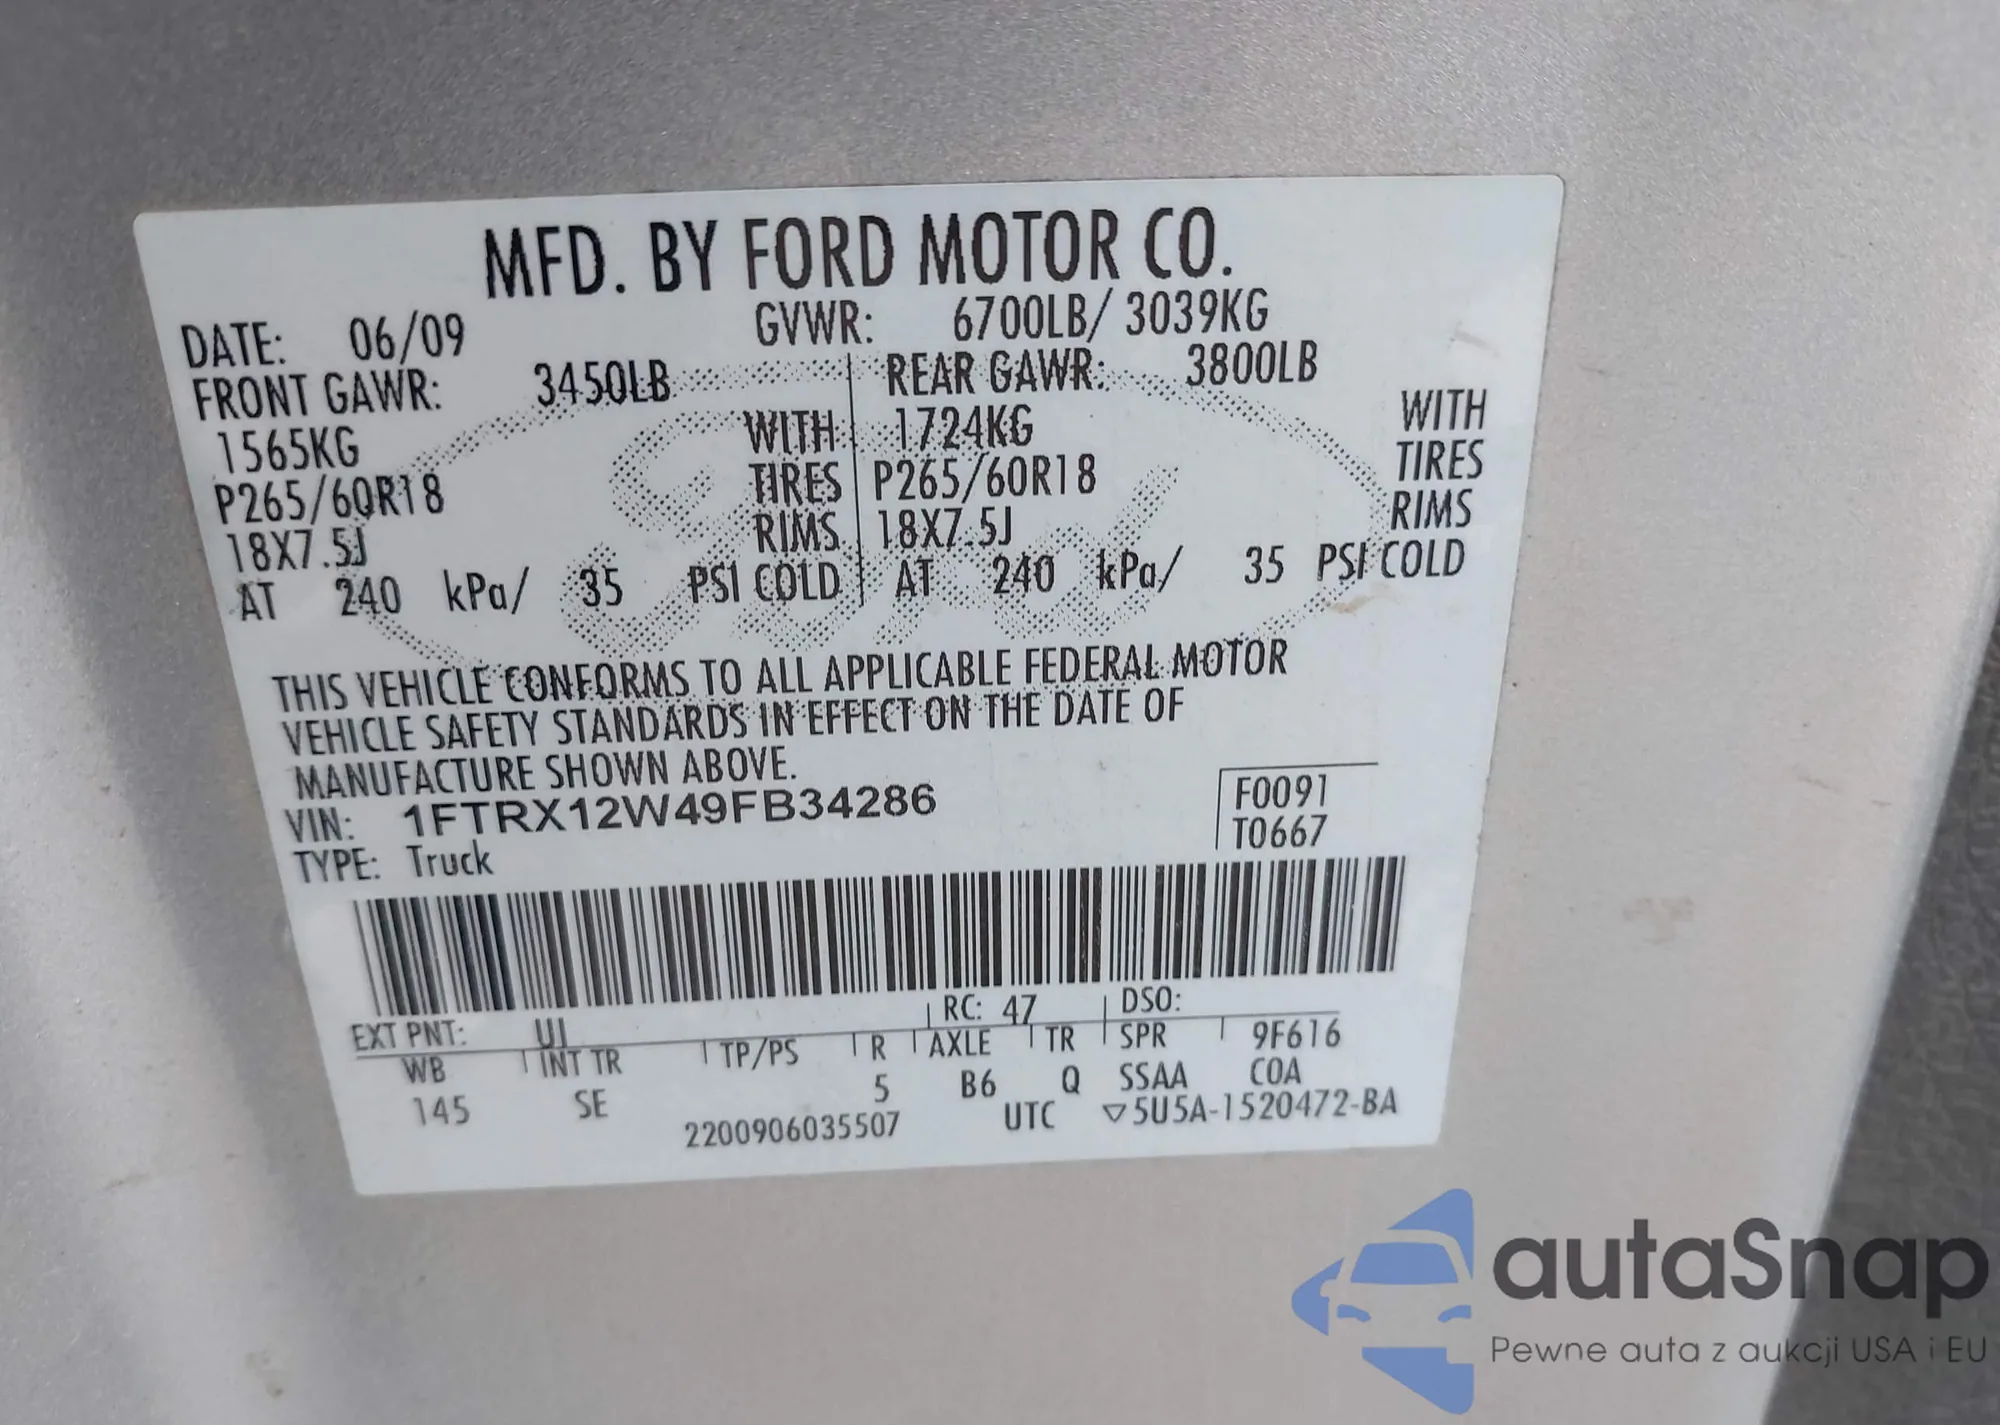 MFD. BY FORD MOTOR CO.
DATE: 06/09 GVWR: 6700LB/ 3039KG
FRONT GAWR: 3450LB REAR GAWR: 3800LB
1565KG WITH 1724KG WITH
P265/60R18 TIRES P265/60R18 TIRES
18X7.5J RIMS 18X7.5J RIMS
AT 240 kPa/ 35 PSI COLD AT 240 kPa/ 35 PSI COLD
THIS VEHICLE CONFORMS TO ALL APPLICABLE FEDERAL MOTOR
VEHICLE SAFETY STANDARDS IN EFFECT ON THE DATE OF
MANUFACTURE SHOWN ABOVE.
VIN: 1FTRX12W49FB34286 F0091
TYPE: Truck T0667
EXT PNT: UJ RC: 47 DSO:
WB INT TR TP/PS R AXLE TR SPR 9F616
145 SE 5 B6 Q SSAA COA
2200906035507 UTC ▽5U5A-1520472-BA
autaSnap
Pewne auta z aukcji USA i EU